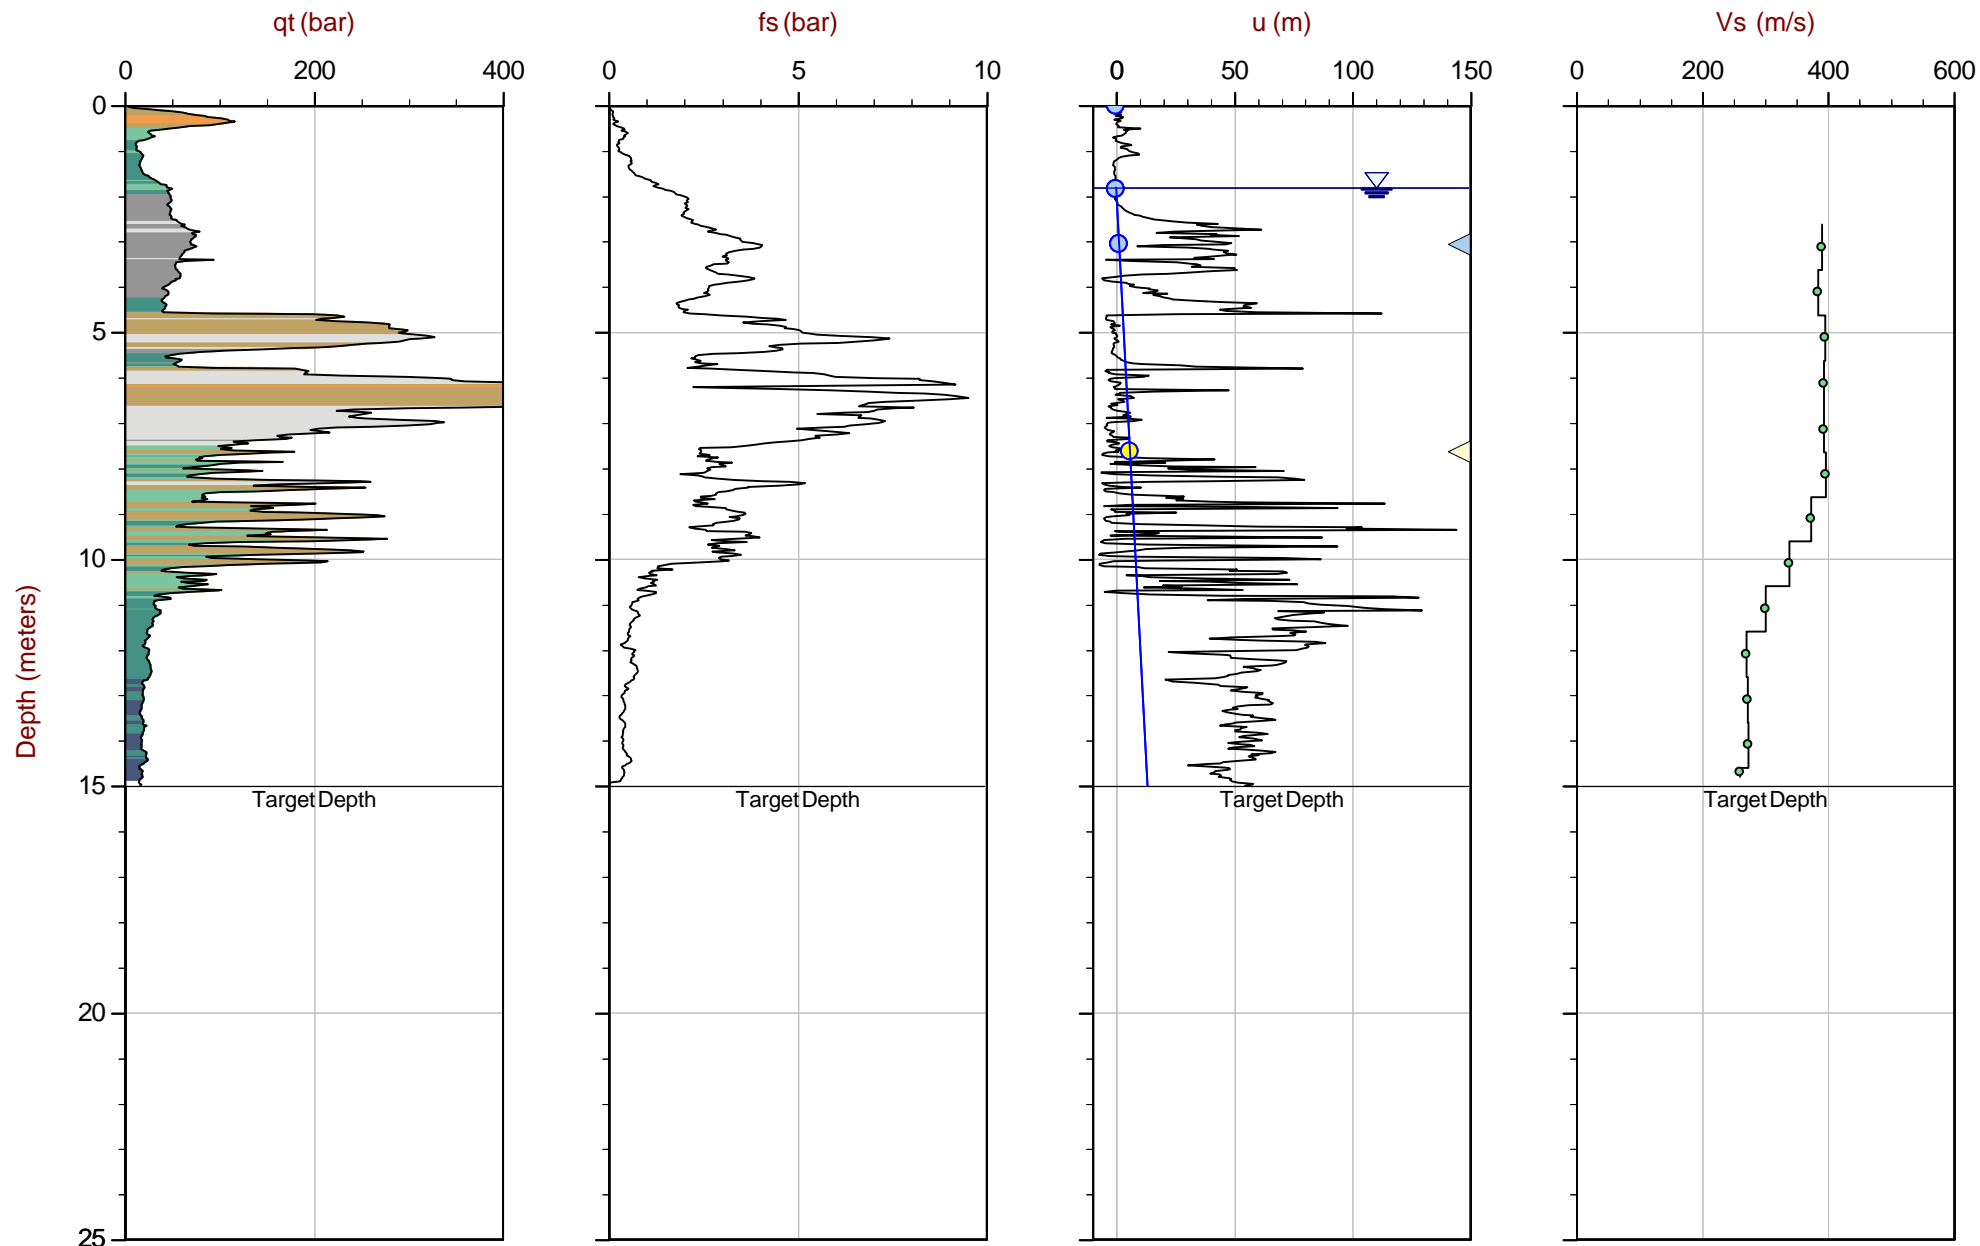 qt (bar) fs (bar) u (m) Vs (m/s)
0 200 400 0 5 10 0 50 100 150 0 200 400 600
0
5
10
Depth (meters)
15
Target Depth Target Depth Target Depth Target Depth
20
25